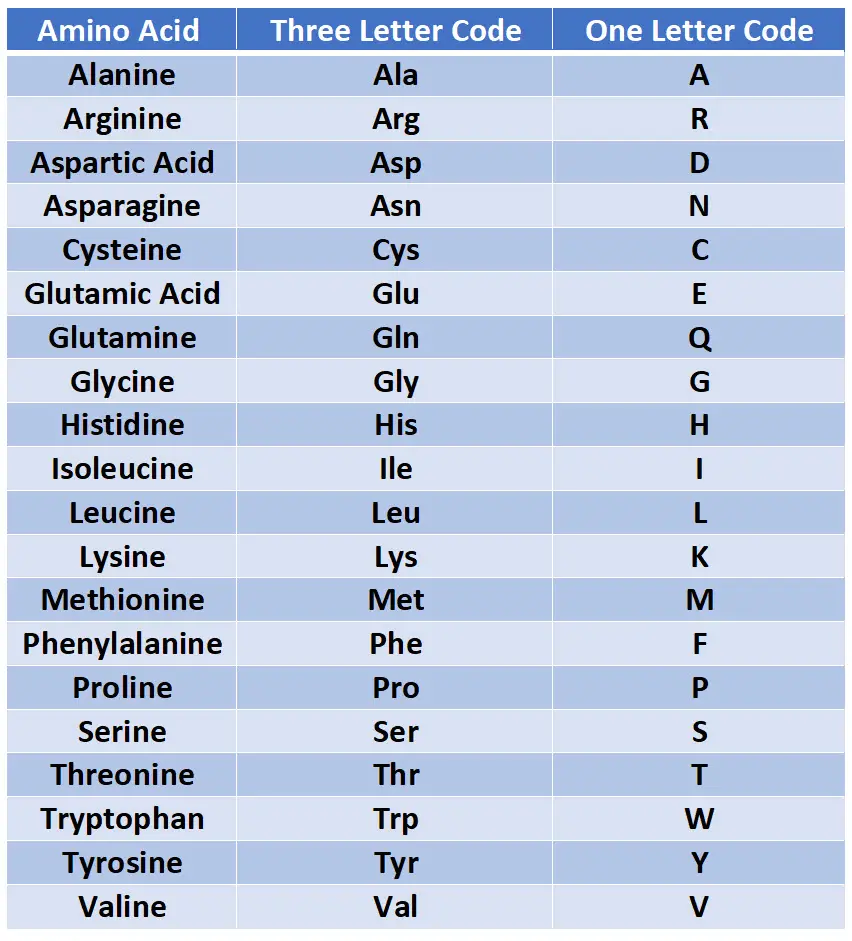 Amino Acid Three Letter Code One Letter Code
Alanine Ala A
Arginine Arg R
Aspartic Acid Asp D
Asparagine Asn N
Cysteine Cys C
Glutamic Acid Glu E
Glutamine Gln Q
Glycine Gly G
Histidine His H
Isoleucine Ile I
Leucine Leu L
Lysine Lys K
Methionine Met M
Phenylalanine Phe F
Proline Pro P
Serine Ser S
Threonine Thr T
Tryptophan Trp W
Tyrosine Tyr Y
Valine Val V